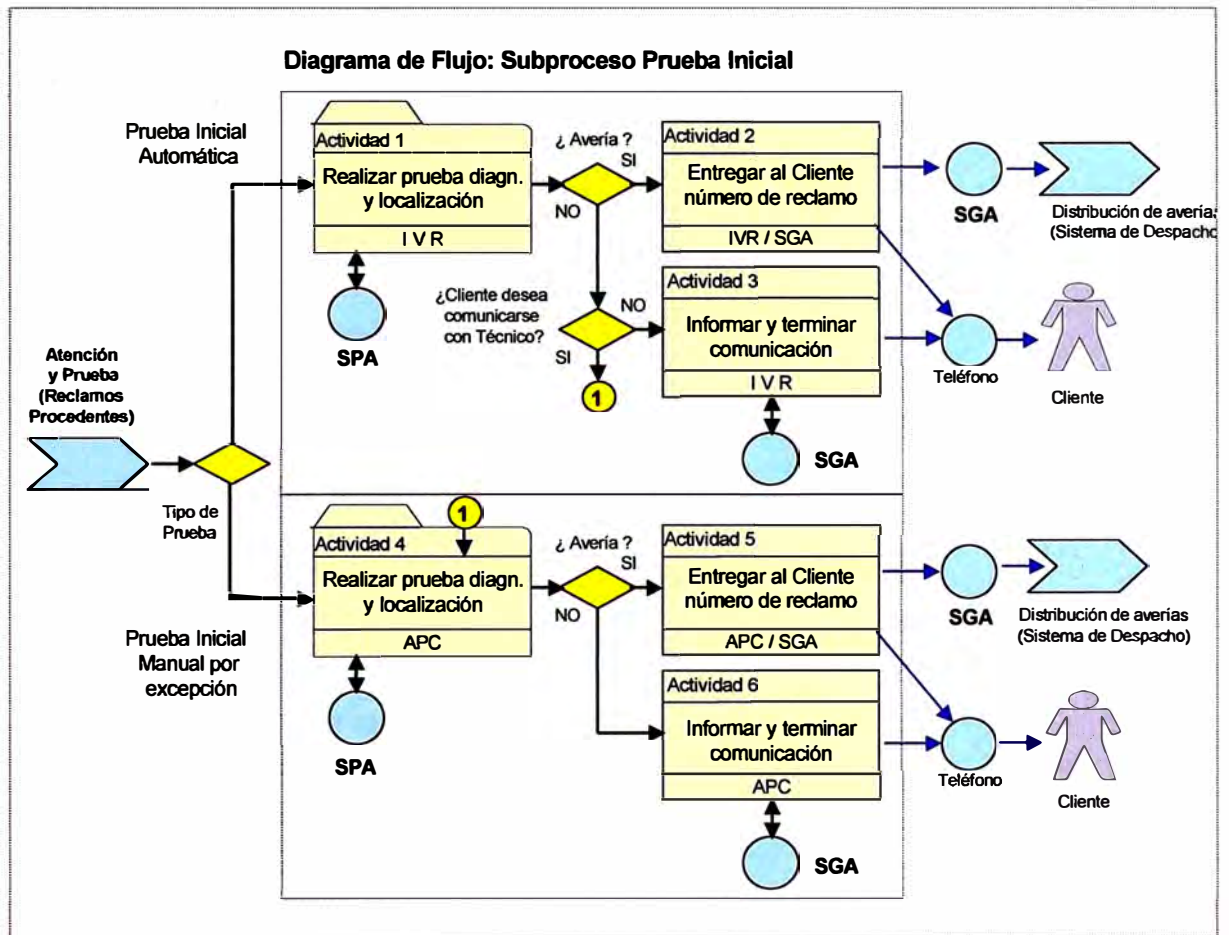 Diagrama de Flujo: Subproceso Prueba Inicial
Prueba Inicial
Automática
Actividad 1
Realizar prueba diagn.
y localización
I V R
SPA
¿ Avería ?
SI
NO
Actividad 2
Entregar al Cliente
número de reclamo
IVR / SGA
SGA
Distribución de avería:
(Sistema de Despacho
¿Cliente desea
comunicarse
con Técnico?
NO
SI
1
Actividad 3
Informar y terminar
comunicación
I V R
SGA
Teléfono
Cliente
Atención
y Prueba
(Reclamos
Procedentes)
Tipo de
Prueba
Prueba Inicial
Manual por
excepción
1
Actividad 4
Realizar prueba diagn.
y localización
APC
SPA
¿ Avería ?
SI
NO
Actividad 5
Entregar al Cliente
número de reclamo
APC / SGA
SGA
Distribución de averías
(Sistema de Despacho)
Actividad 6
Informar y terminar
comunicación
APC
SGA
Teléfono
Cliente